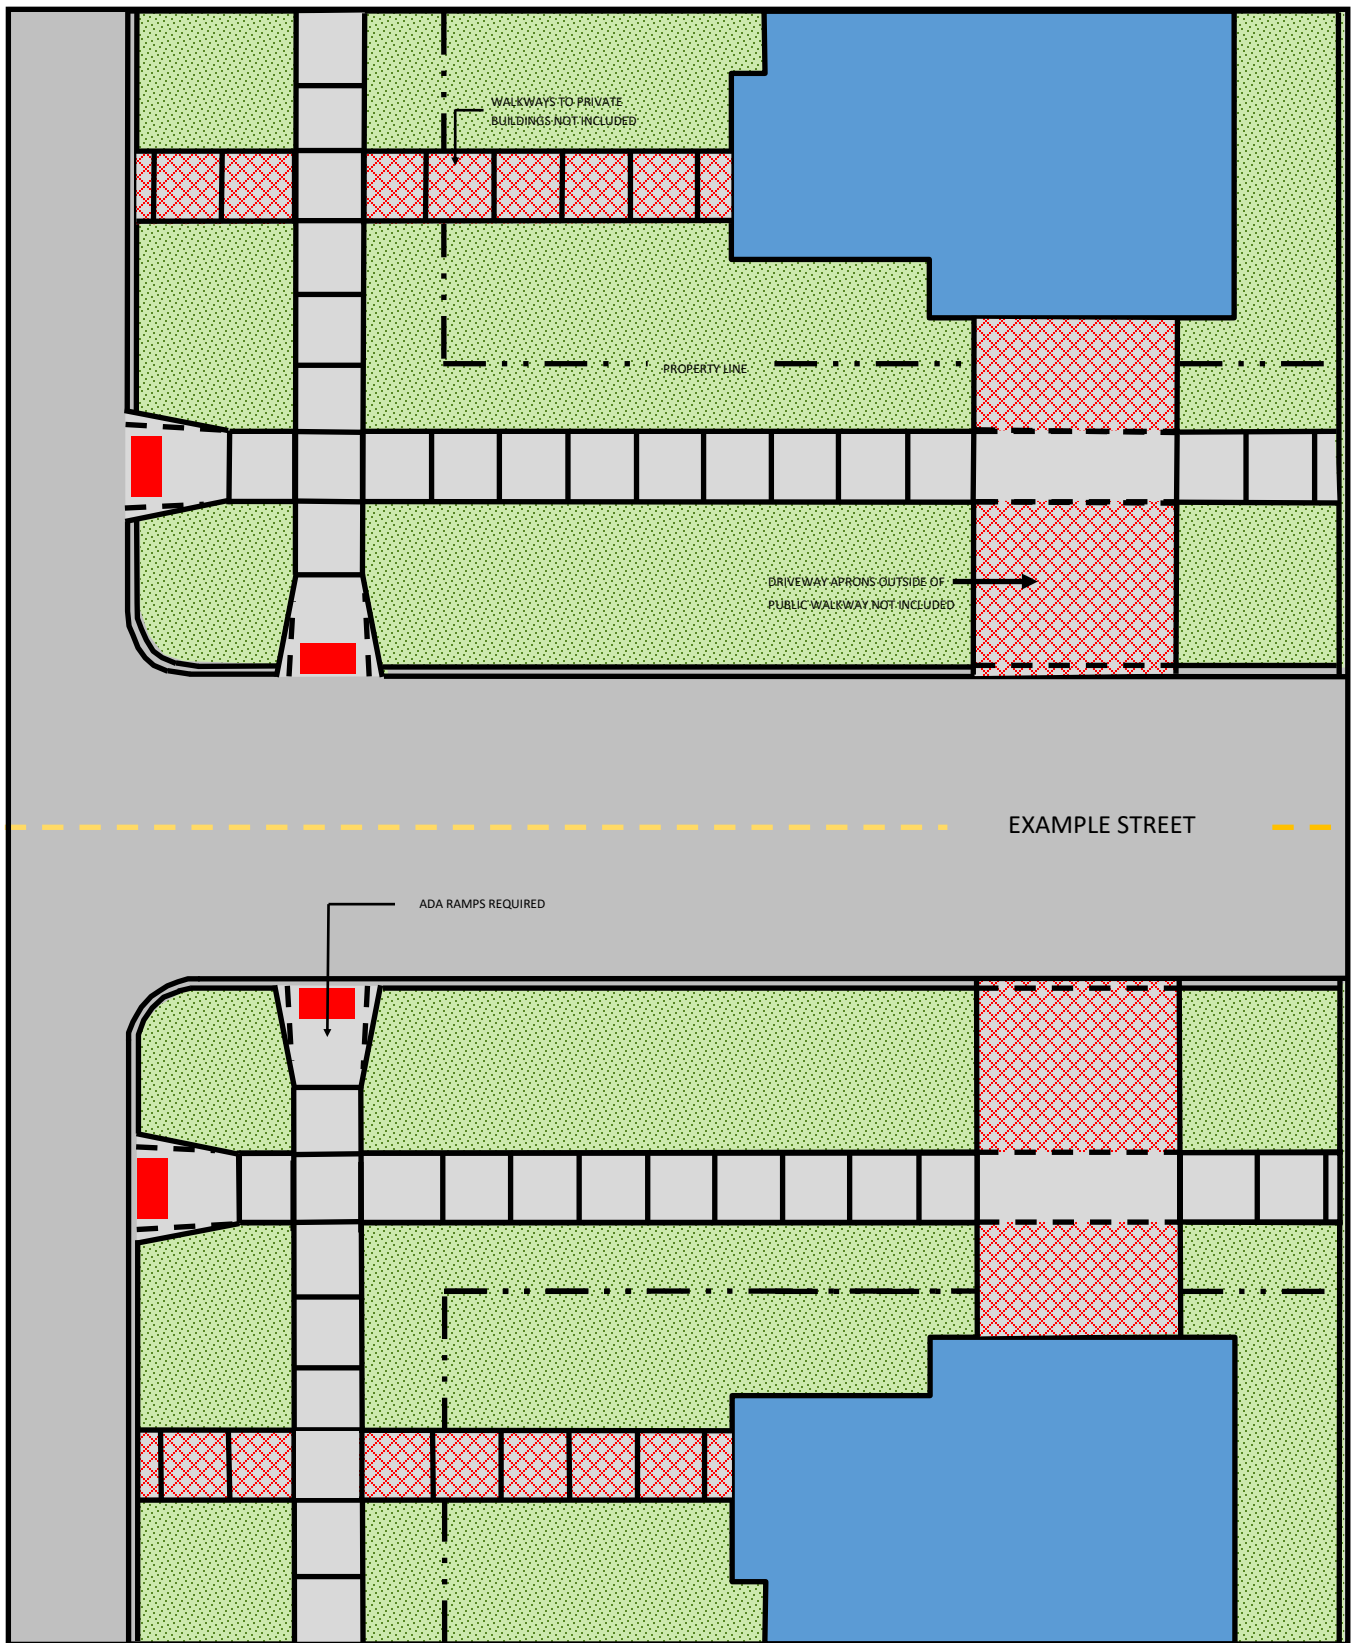 WALKWAYS TO PRIVATE
BUILDINGS NOT INCLUDED
PROPERTY LINE
DRIVEWAY APRONS OUTSIDE OF
PUBLIC WALKWAY NOT INCLUDED
EXAMPLE STREET
ADA RAMPS REQUIRED